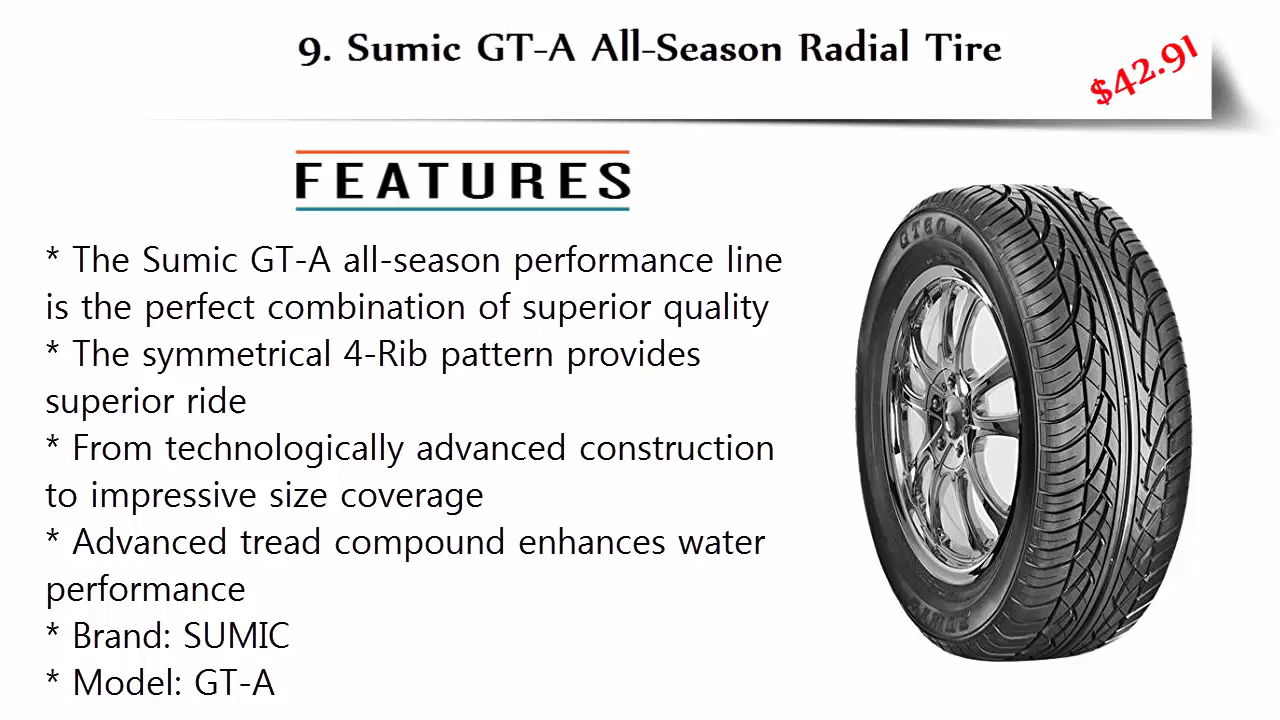 9. Sumic GT-A All-Season Radial Tire
$42.91
FEATURES
* The Sumic GT-A all-season performance line
is the perfect combination of superior quality
* The symmetrical 4-Rib pattern provides
superior ride
* From technologically advanced construction
to impressive size coverage
* Advanced tread compound enhances water
performance
* Brand: SUMIC
* Model: GT-A
GT60A